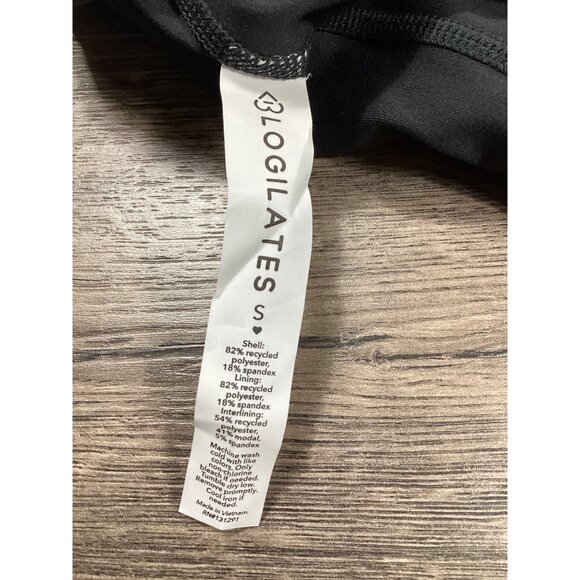 BLOGILATES
S
Shell:
82% recycled
polyester,
18% spandex
Lining:
82% recycled
polyester,
18% spandex
Interlining:
54% recycled
polyester,
41% modal,
5% spandex
Machine wash
cold with like
colors. Only
non-chlorine
bleach if needed.
Tumble dry low.
Remove promptly.
Cool iron if
needed.
Made in Vietnam.
RN#131291